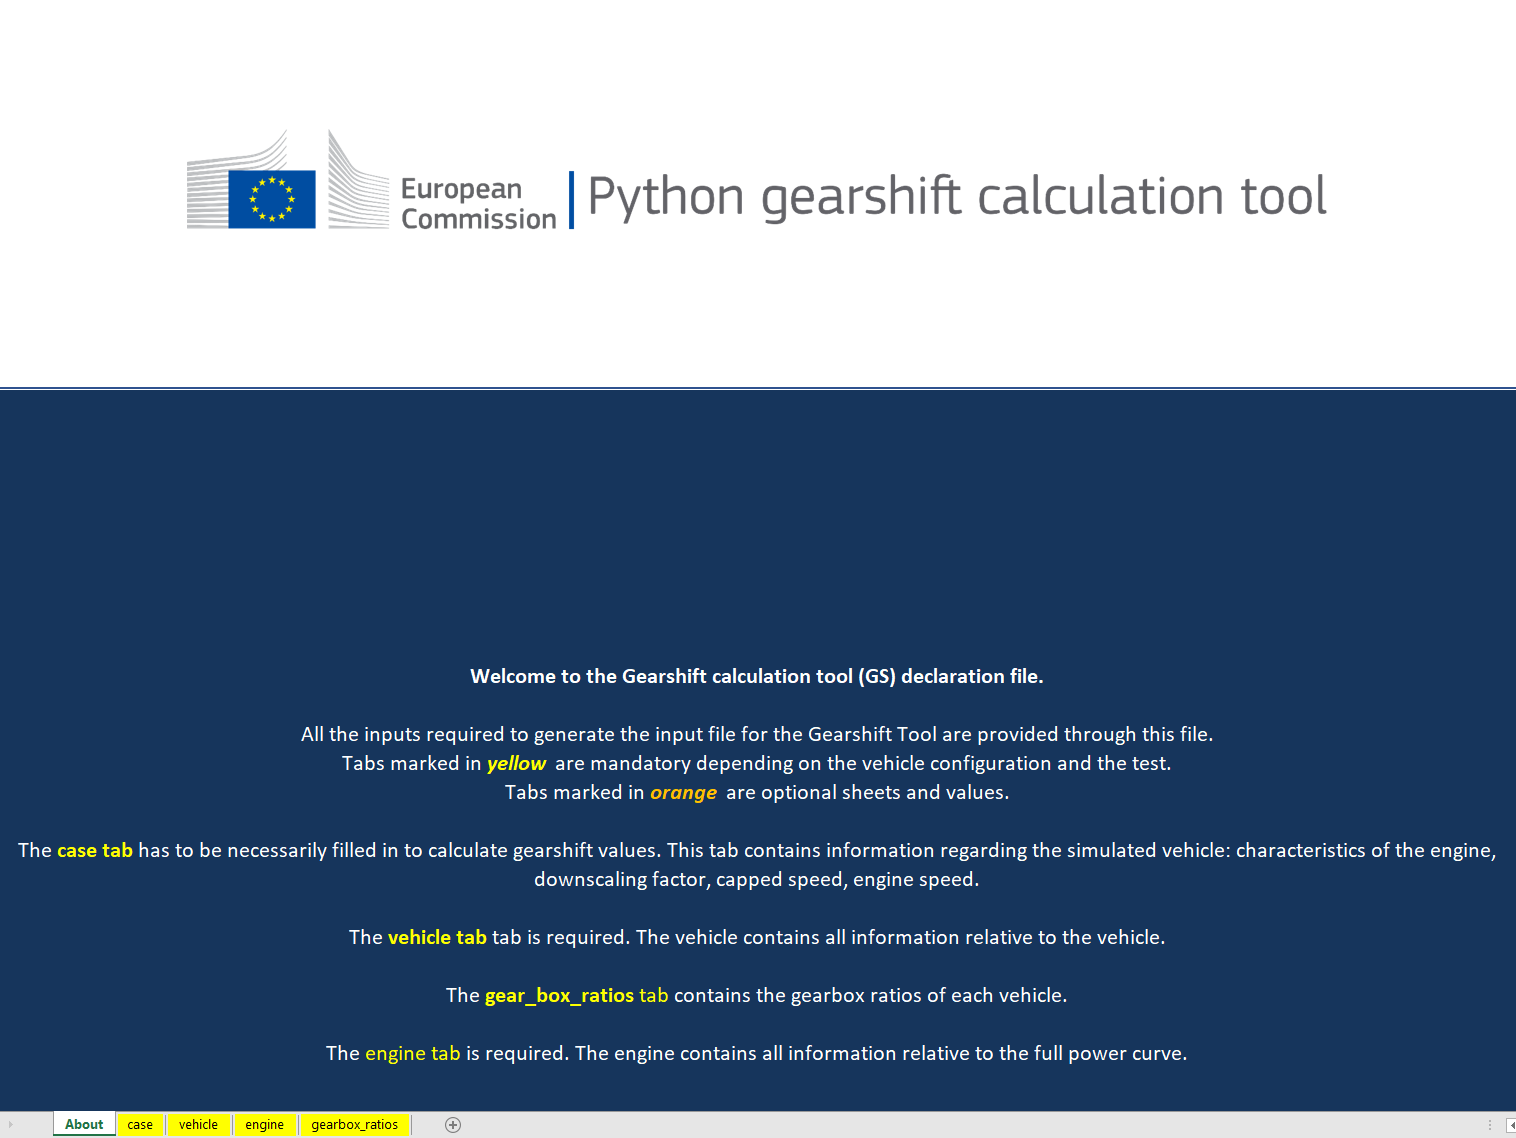 European
Commission
Python gearshift calculation tool
Welcome to the Gearshift calculation tool (GS) declaration file.
All the inputs required to generate the input file for the Gearshift Tool are provided through this file.
Tabs marked in yellow are mandatory depending on the vehicle configuration and the test.
Tabs marked in orange are optional sheets and values.
The case tab has to be necessarily filled in to calculate gearshift values. This tab contains information regarding the simulated vehicle: characteristics of the engine,
downscaling factor, capped speed, engine speed.
The vehicle tab tab is required. The vehicle contains all information relative to the vehicle.
The gear_box_ratios tab contains the gearbox ratios of each vehicle.
The engine tab is required. The engine contains all information relative to the full power curve.
About case vehicle engine gearbox_ratios